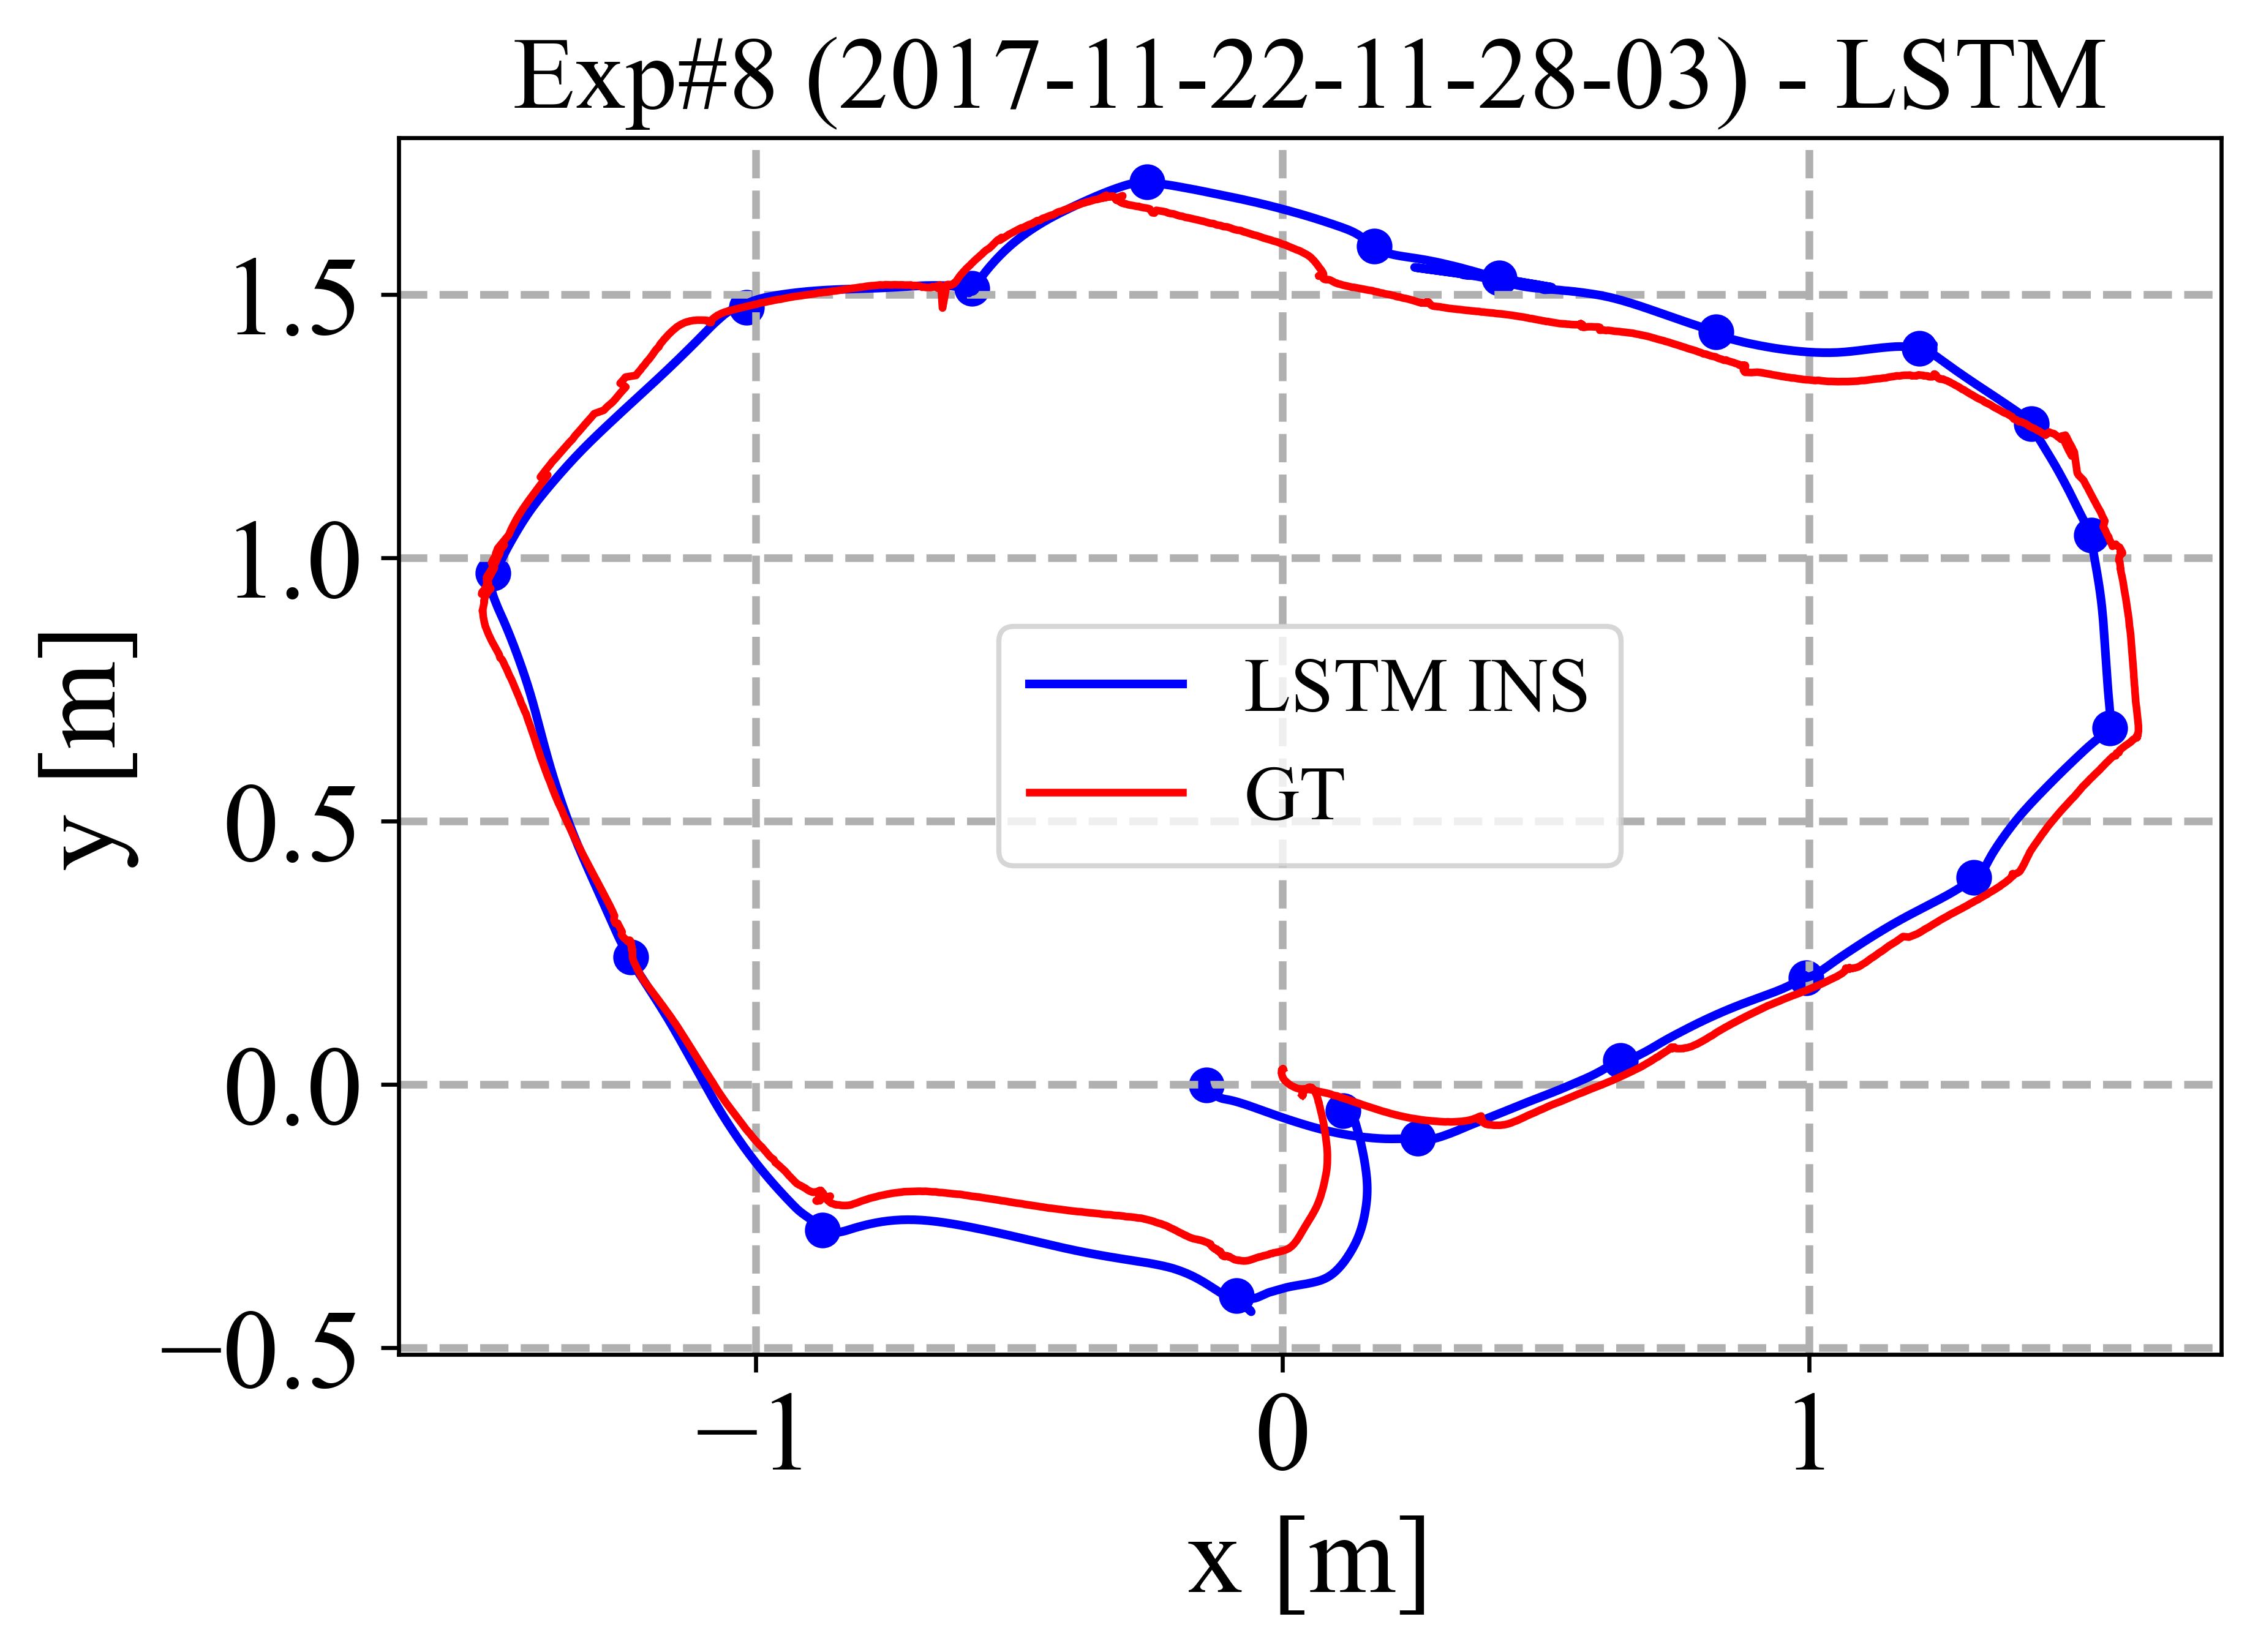 Exp#8 (2017-11-22-11-28-03) - LSTM
y [m]
1.5
1.0
0.5
0.0
−0.5
LSTM INS
GT
−1 0 1
x [m]